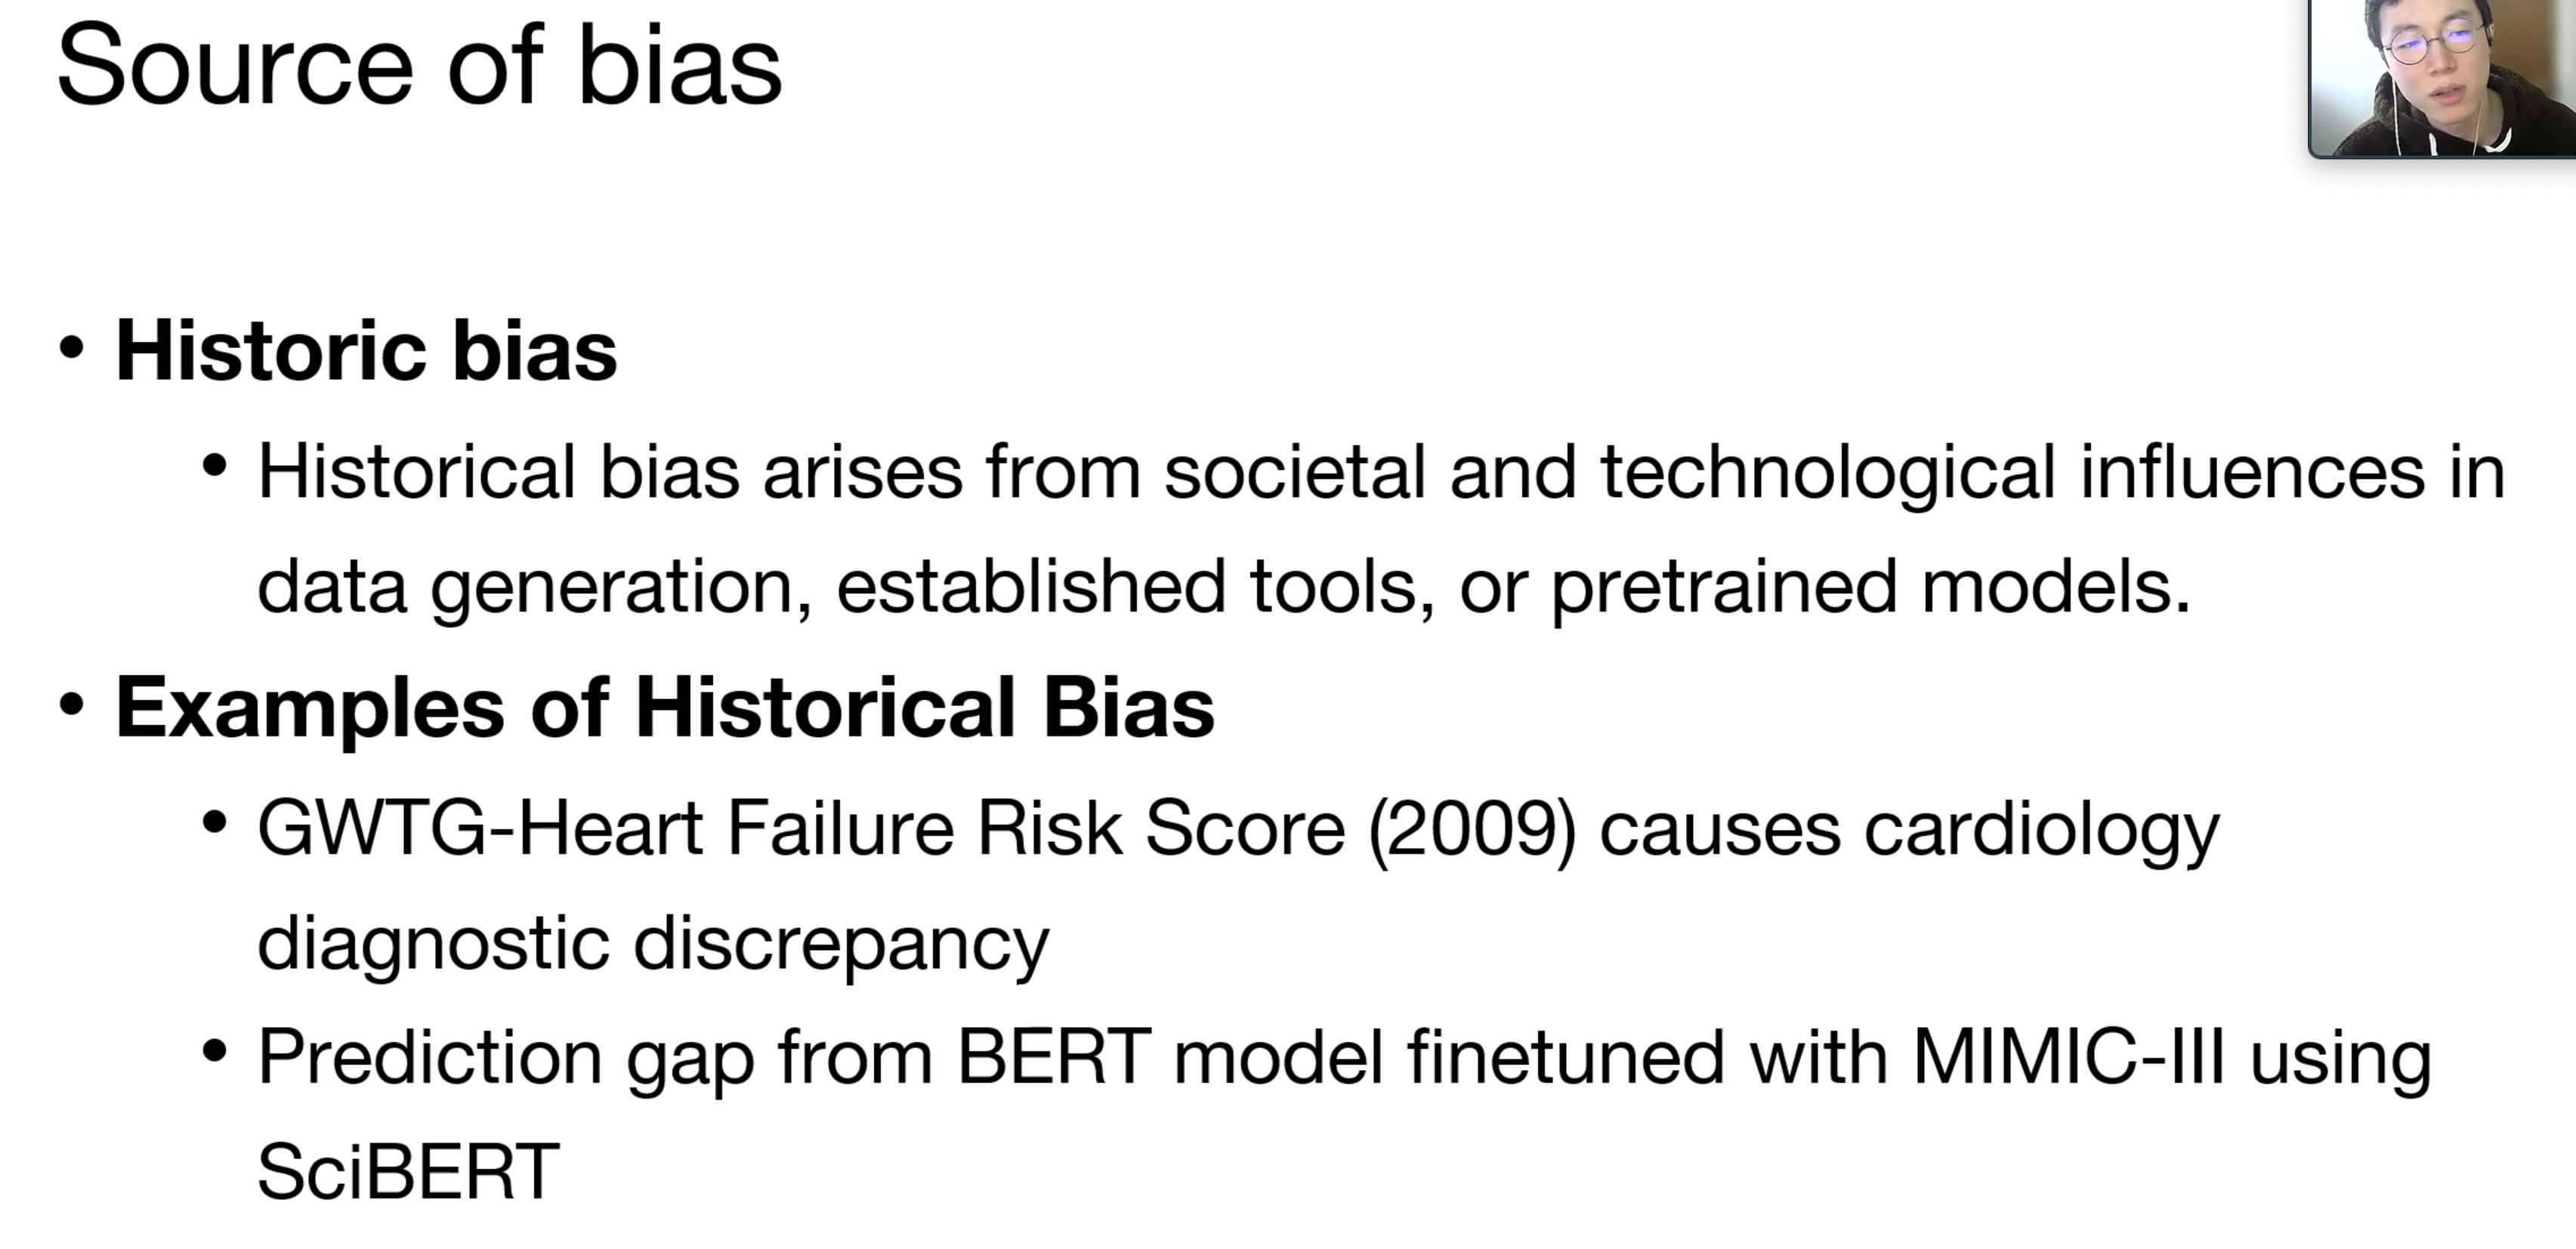 Source of bias
• Historic bias
• Historical bias arises from societal and technological influences in
data generation, established tools, or pretrained models.
• Examples of Historical Bias
• GWTG-Heart Failure Risk Score (2009) causes cardiology
diagnostic discrepancy
• Prediction gap from BERT model finetuned with MIMIC-III using
SciBERT